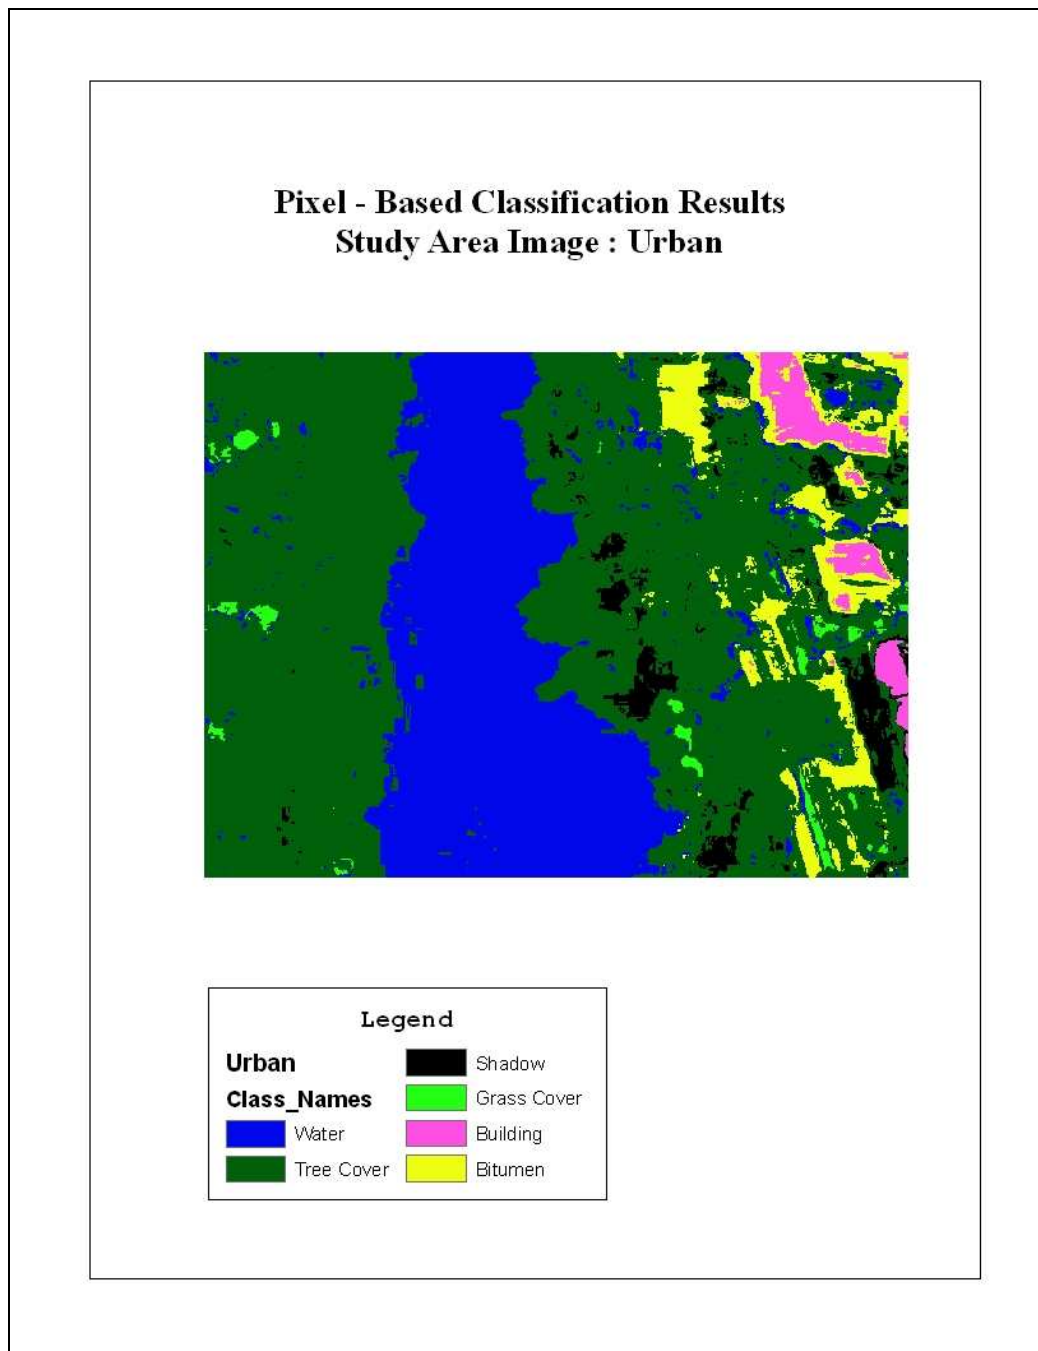 Pixel - Based Classification Results
Study Area Image : Urban
Legend
Urban
Class_Names
Water
Tree Cover
Shadow
Grass Cover
Building
Bitumen